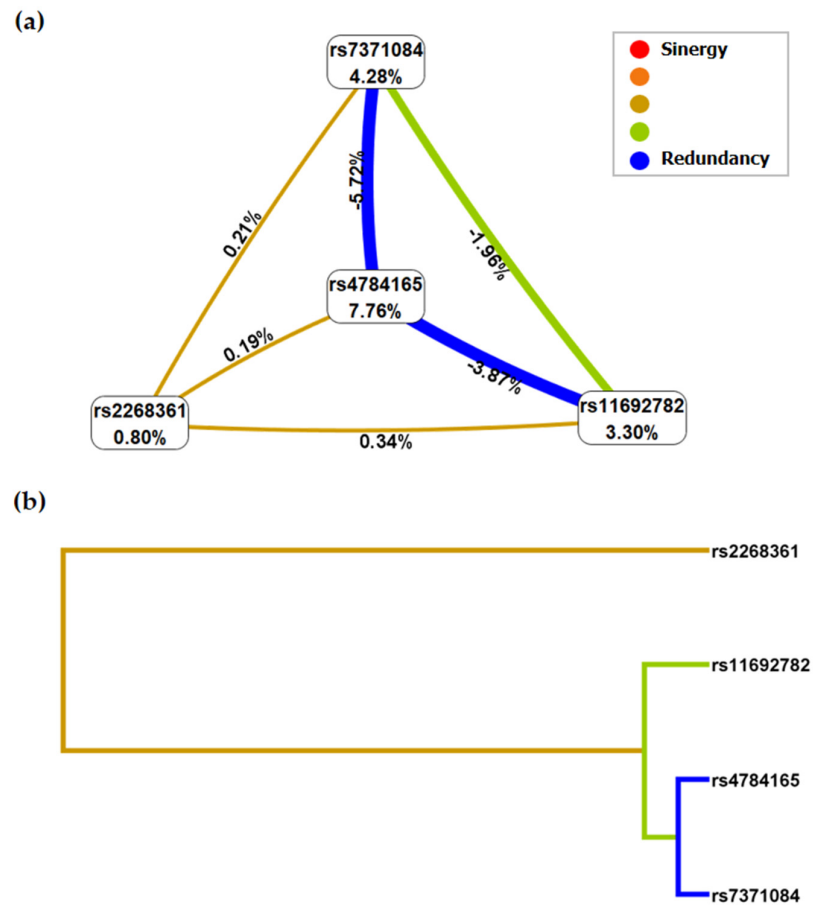 (a)
rs7371084
4.28%
Sinergy
Redundancy
-5.72%
0.21%
-1.96%
rs4784165
7.76%
0.19%
-3.87%
rs2268361
0.80%
rs11692782
3.30%
0.34%
(b)
rs2268361
rs11692782
rs4784165
rs7371084